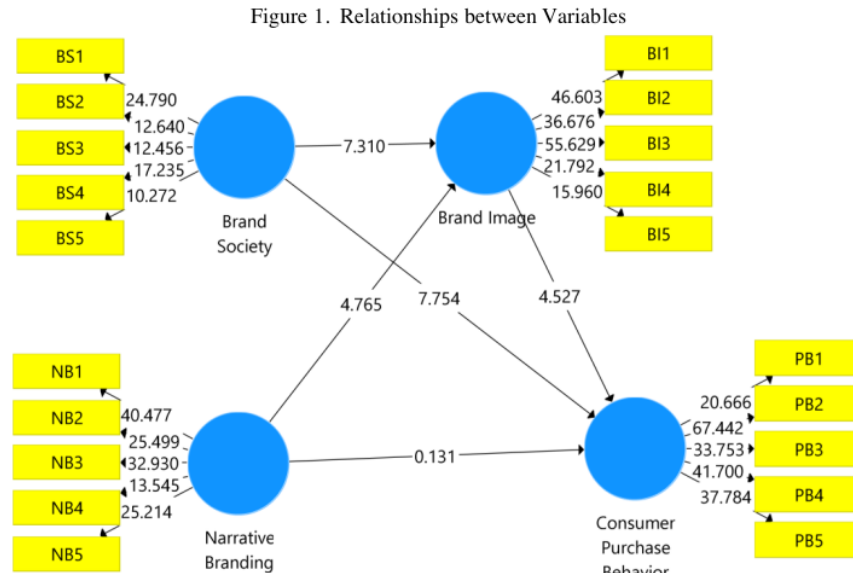 Figure 1. Relationships between Variables
BS1
BS2
BS3
BS4
BS5
24.790
12.640
12.456
17.235
10.272
Brand
Society
7.310
BI1
BI2
BI3
BI4
BI5
46.603
36.676
55.629
21.792
15.960
Brand Image
4.765
7.754
4.527
NB1
NB2
NB3
NB4
NB5
40.477
25.499
32.930
13.545
25.214
Narrative
Branding
0.131
PB1
PB2
PB3
PB4
PB5
20.666
67.442
33.753
41.700
37.784
Consumer
Purchase
Behavior